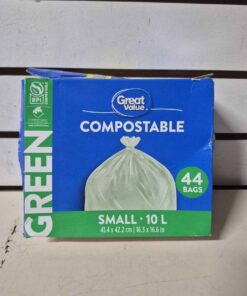 BPI
COMPOSTABLE
Great
Value
COMPOSTABLE
GREEN
44
BAGS
SMALL · 10 L
41.4 x 42.2 cm | 16.3 x 16.6 in